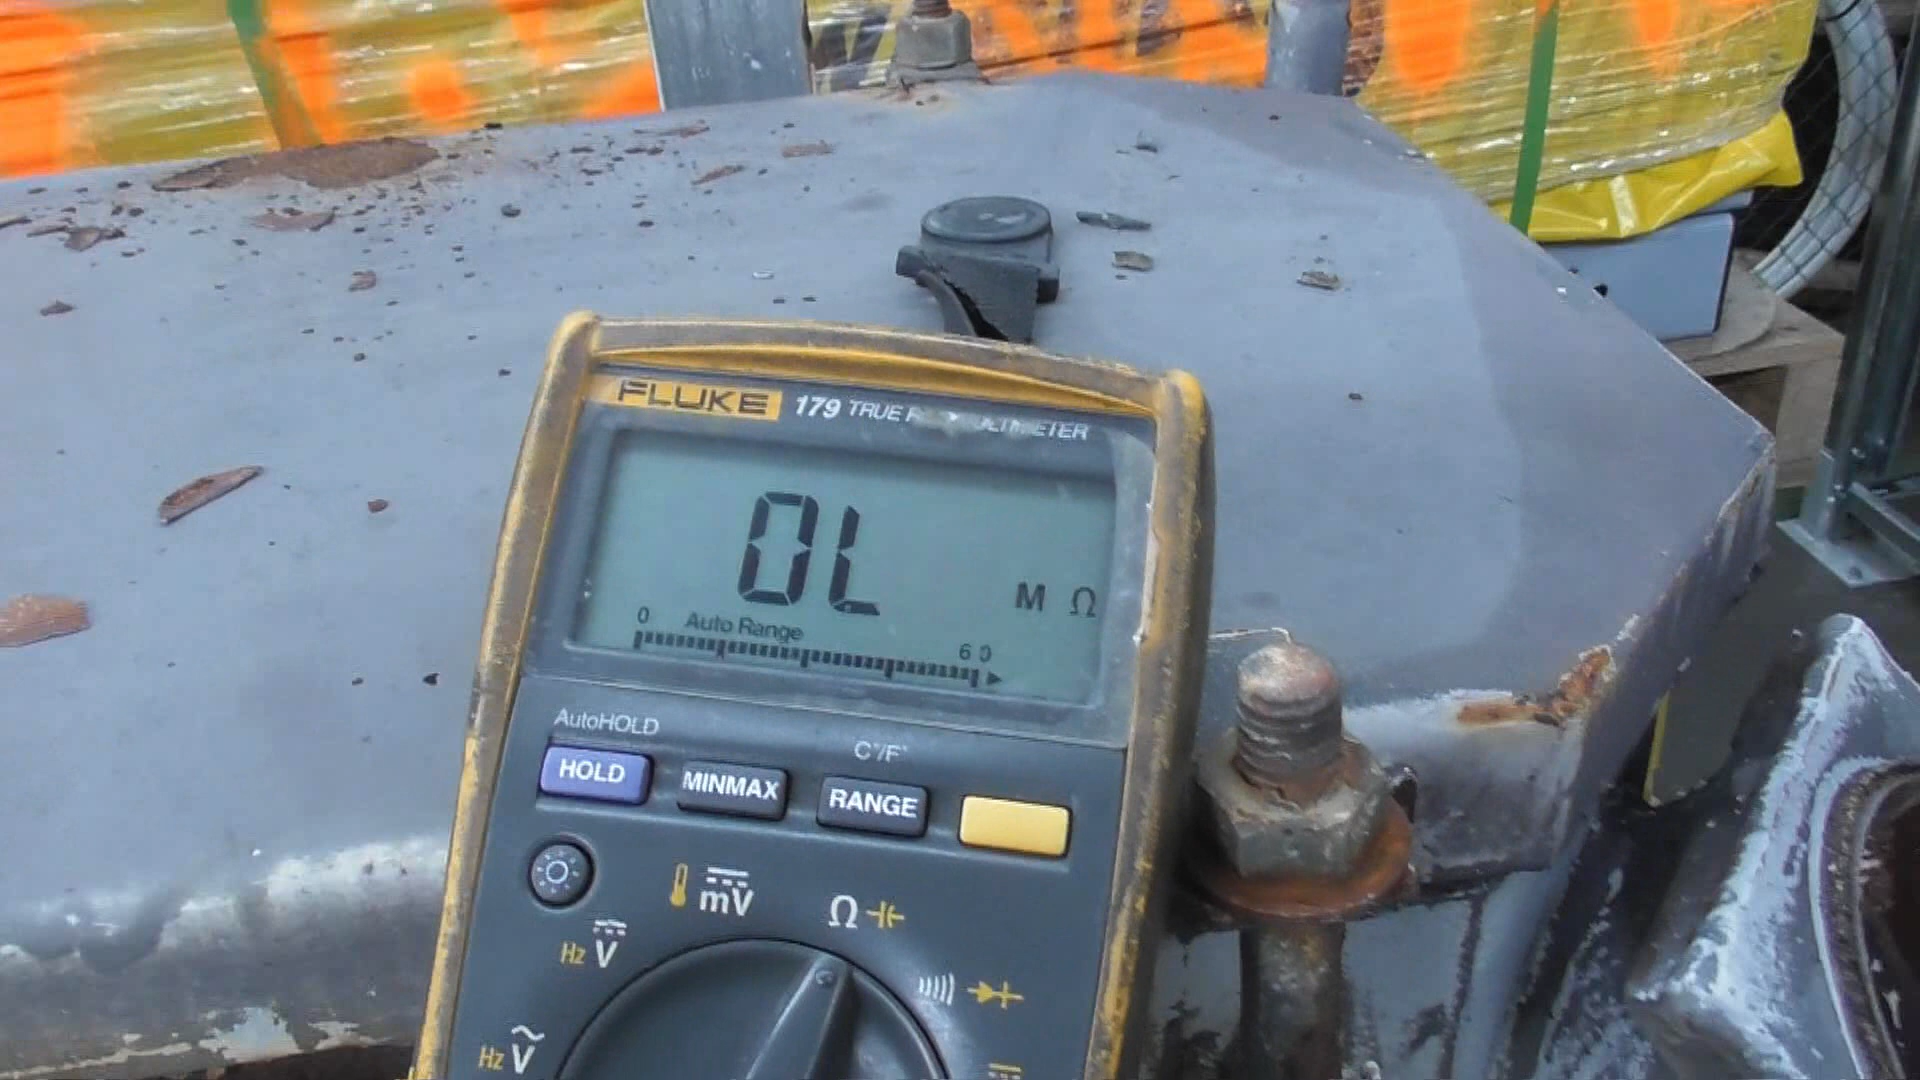 FLUKE 179 TRUE
OL
M Ω
0 Auto Range 60
AutoHOLD
C°/F°
HOLD MINMAX RANGE
mV
Ω
Hz V
Hz V